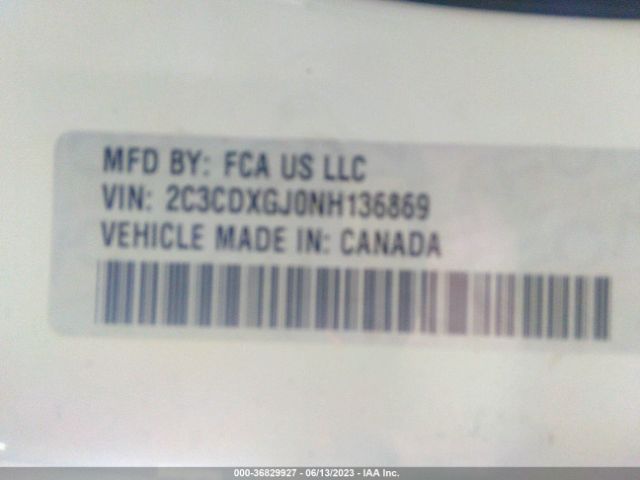 MFD BY: FCA US LLC
VIN: 2C3CDXGJ0NH136869
VEHICLE MADE IN: CANADA
000-36829927 - 06/13/2023 - IAA Inc.